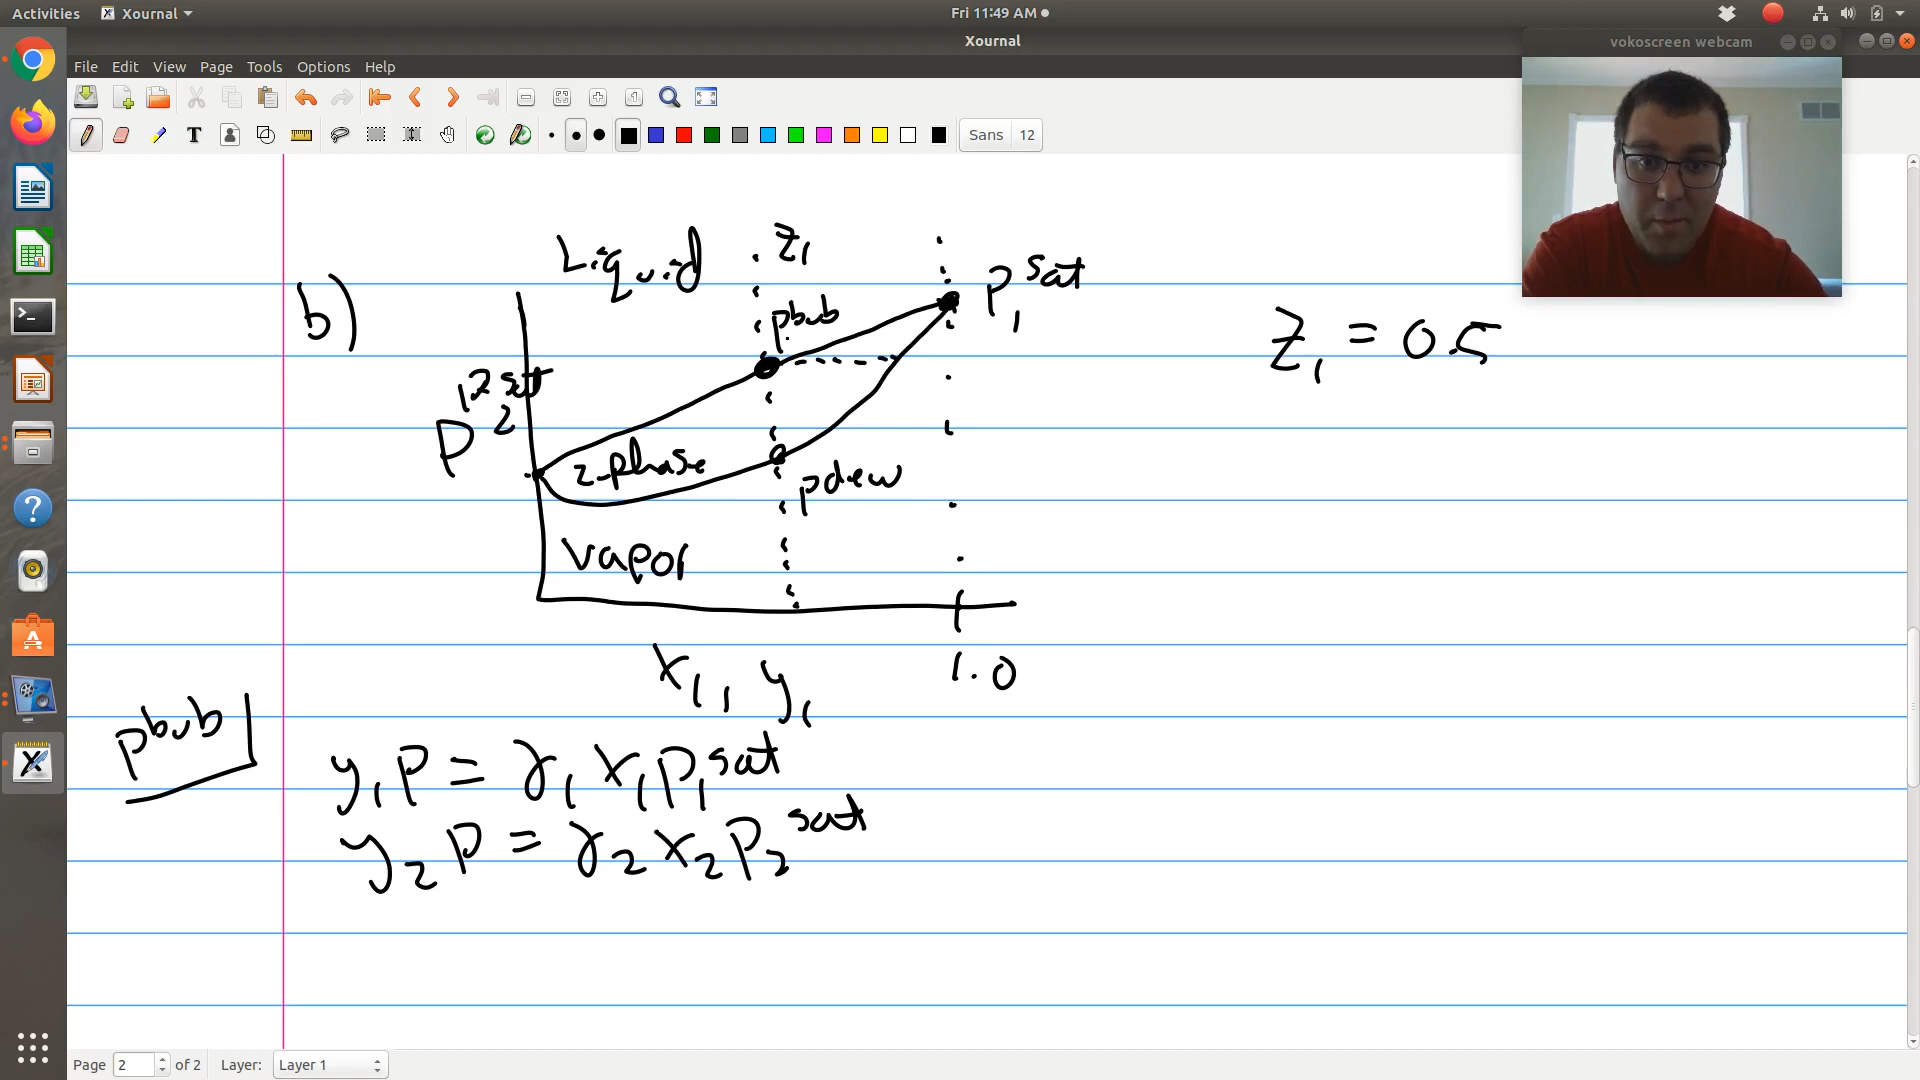 Activities Xournal Fri 11:49 AM
Xournal
vokoscreen webcam
File Edit View Page Tools Options Help
T Sans 12
b)
Liquid
z₁
P₁ˢᵃᵗ
Pᵇᵘᵇ
z₁ = 0.5
P₂ˢᵃᵗ
P
2-phase
Pdew
vapor
x₁, y₁
1.0
Pᵇᵘᵇ
y₁P = γ₁x₁P₁ˢᵃᵗ
y₂P = γ₂x₂P₂ˢᵃᵗ
Page 2 of 2 Layer: Layer 1